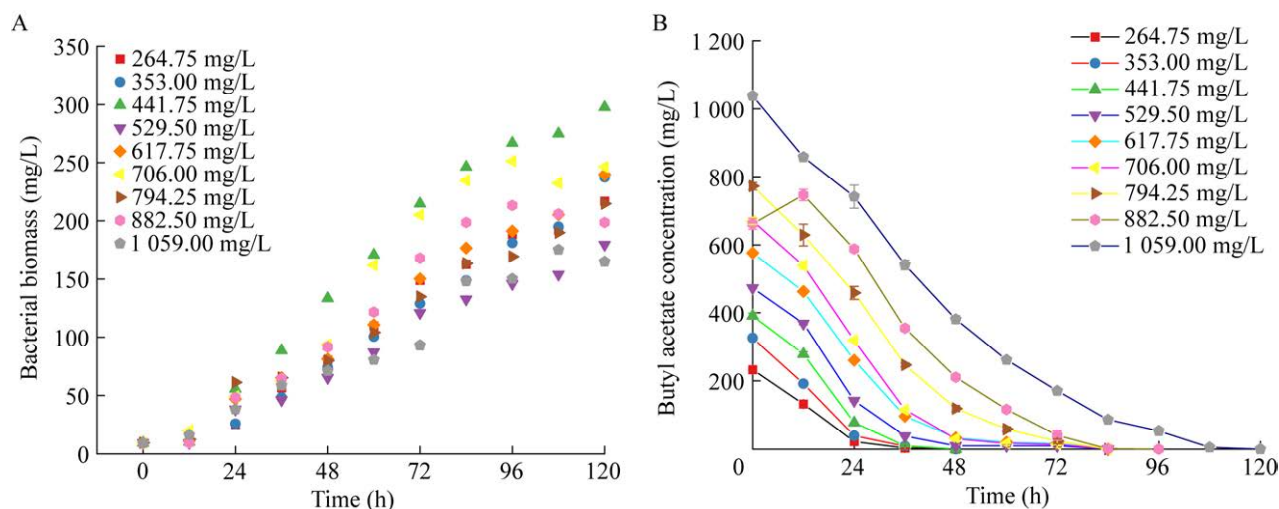 A
350
300
250
200
150
100
50
0
Bacterial biomass (mg/L)
264.75 mg/L
353.00 mg/L
441.75 mg/L
529.50 mg/L
617.75 mg/L
706.00 mg/L
794.25 mg/L
882.50 mg/L
1 059.00 mg/L
0 24 48 72 96 120
Time (h)
B
1 200
1 000
800
600
400
200
Butyl acetate concentration (mg/L)
264.75 mg/L
353.00 mg/L
441.75 mg/L
529.50 mg/L
617.75 mg/L
706.00 mg/L
794.25 mg/L
882.50 mg/L
1 059.00 mg/L
0 24 48 72 96 120
Time (h)